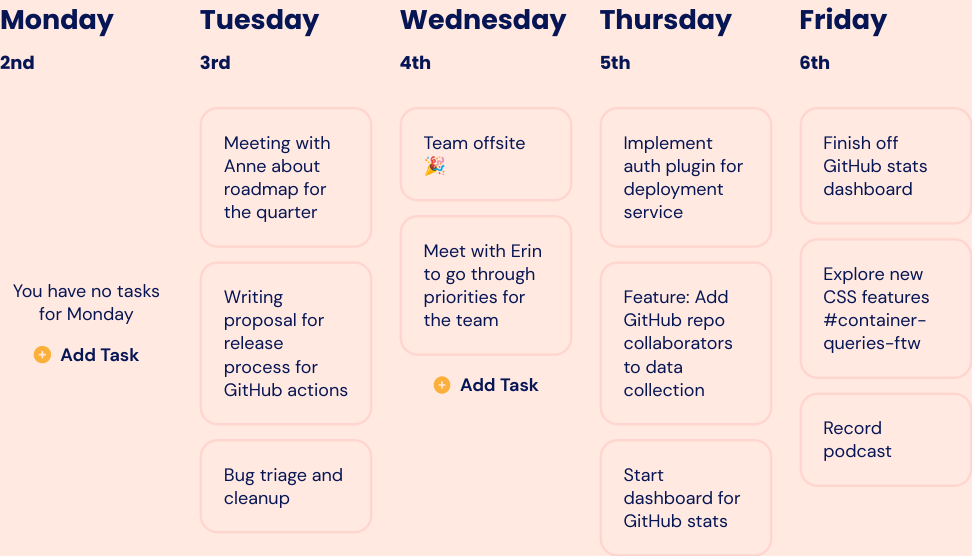 Monday
2nd
You have no tasks
for Monday
Add Task
Tuesday
3rd
Meeting with
Anne about
roadmap for
the quarter
Writing
proposal for
release
process for
GitHub actions
Bug triage and
cleanup
Wednesday
4th
Team offsite
🎉
Meet with Erin
to go through
priorities for
the team
Add Task
Thursday
5th
Implement
auth plugin for
deployment
service
Feature: Add
GitHub repo
collaborators
to data
collection
Start
dashboard for
GitHub stats
Friday
6th
Finish off
GitHub stats
dashboard
Explore new
CSS features
#container-
queries-ftw
Record
podcast